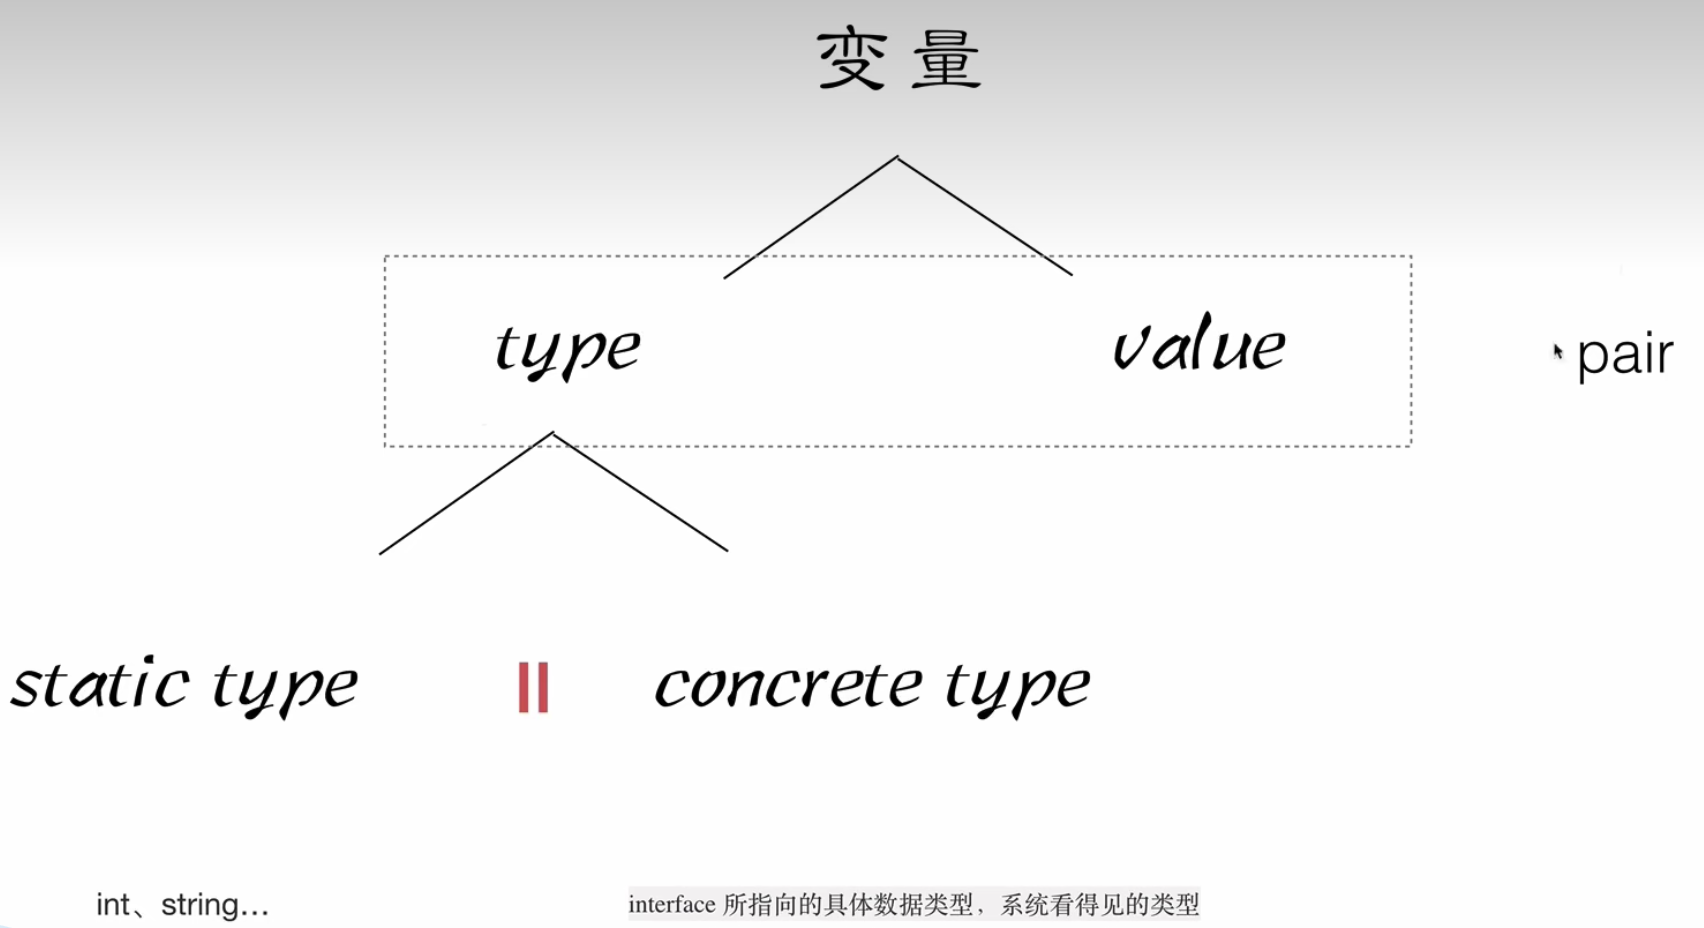 变量
type
value
pair
static type
||
concrete type
int、string...
interface 所指向的具体数据类型，系统看得见的类型